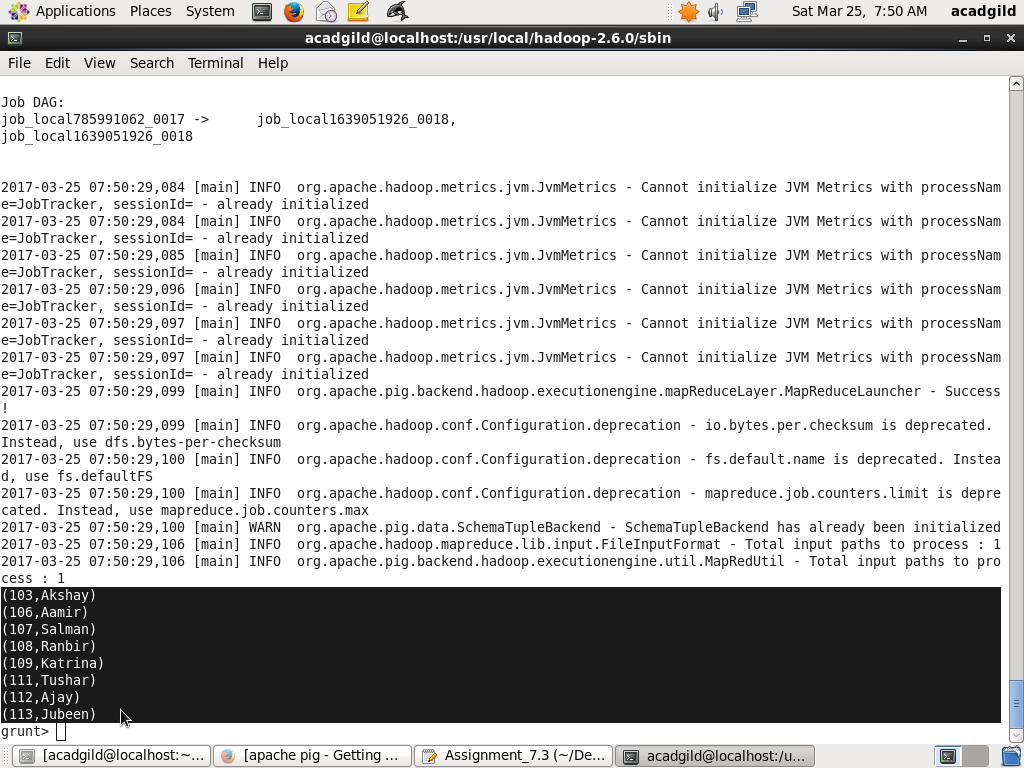 Applications Places System Sat Mar 25, 7:50 AM acadgild
acadgild@localhost:/usr/local/hadoop-2.6.0/sbin
File Edit View Search Terminal Help
Job DAG:
job_local785991062_0017 -> job_local1639051926_0018,
job_local1639051926_0018
2017-03-25 07:50:29,084 [main] INFO org.apache.hadoop.metrics.jvm.JvmMetrics - Cannot initialize JVM Metrics with processNam
e=JobTracker, sessionId= - already initialized
2017-03-25 07:50:29,084 [main] INFO org.apache.hadoop.metrics.jvm.JvmMetrics - Cannot initialize JVM Metrics with processNam
e=JobTracker, sessionId= - already initialized
2017-03-25 07:50:29,085 [main] INFO org.apache.hadoop.metrics.jvm.JvmMetrics - Cannot initialize JVM Metrics with processNam
e=JobTracker, sessionId= - already initialized
2017-03-25 07:50:29,096 [main] INFO org.apache.hadoop.metrics.jvm.JvmMetrics - Cannot initialize JVM Metrics with processNam
e=JobTracker, sessionId= - already initialized
2017-03-25 07:50:29,097 [main] INFO org.apache.hadoop.metrics.jvm.JvmMetrics - Cannot initialize JVM Metrics with processNam
e=JobTracker, sessionId= - already initialized
2017-03-25 07:50:29,097 [main] INFO org.apache.hadoop.metrics.jvm.JvmMetrics - Cannot initialize JVM Metrics with processNam
e=JobTracker, sessionId= - already initialized
2017-03-25 07:50:29,099 [main] INFO org.apache.pig.backend.hadoop.executionengine.mapReduceLayer.MapReduceLauncher - Success
!
2017-03-25 07:50:29,099 [main] INFO org.apache.hadoop.conf.Configuration.deprecation - io.bytes.per.checksum is deprecated.
Instead, use dfs.bytes-per-checksum
2017-03-25 07:50:29,100 [main] INFO org.apache.hadoop.conf.Configuration.deprecation - fs.default.name is deprecated. Instea
d, use fs.defaultFS
2017-03-25 07:50:29,100 [main] INFO org.apache.hadoop.conf.Configuration.deprecation - mapreduce.job.counters.limit is depre
cated. Instead, use mapreduce.job.counters.max
2017-03-25 07:50:29,100 [main] WARN org.apache.pig.data.SchemaTupleBackend - SchemaTupleBackend has already been initialized
2017-03-25 07:50:29,106 [main] INFO org.apache.hadoop.mapreduce.lib.input.FileInputFormat - Total input paths to process : 1
2017-03-25 07:50:29,106 [main] INFO org.apache.pig.backend.hadoop.executionengine.util.MapRedUtil - Total input paths to pro
cess : 1
(103,Akshay)
(106,Aamir)
(107,Salman)
(108,Ranbir)
(109,Katrina)
(111,Tushar)
(112,Ajay)
(113,Jubeen)
grunt>
[acadgild@localhost:~... [apache pig - Getting ... Assignment_7.3 (~/De... acadgild@localhost:/u...